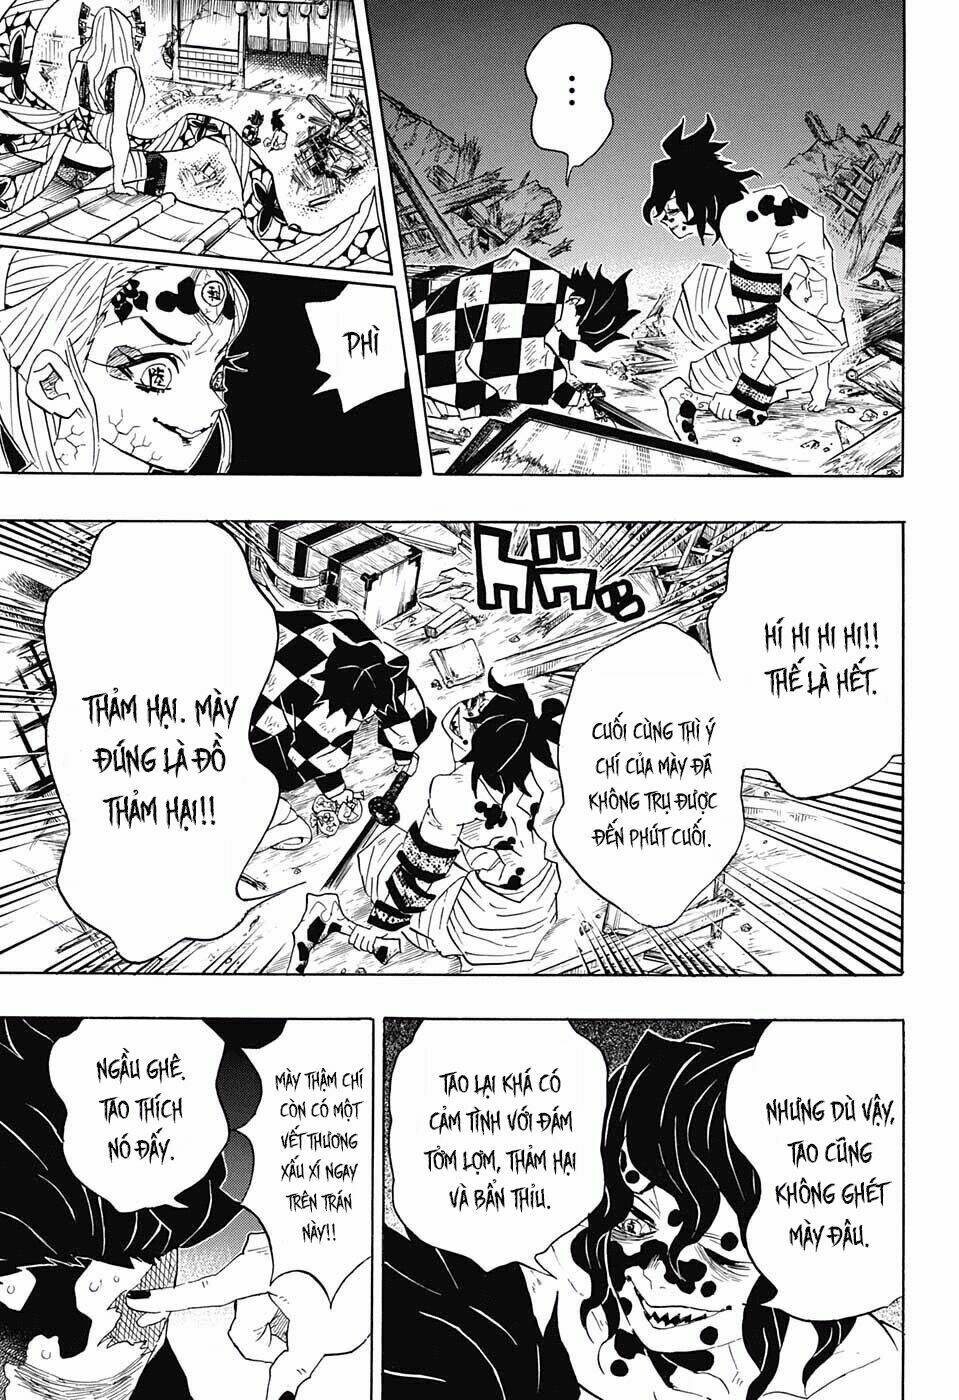 ...
PHÌ
HÍ HI HI HI!!
THẾ LÀ HẾT.
CUỐI CÙNG THÌ Ý
CHÍ CỦA MÀY ĐÃ
KHÔNG TRỤ ĐƯỢC
ĐẾN PHÚT CUỐI.
THẢM HẠI. MÀY
ĐÚNG LÀ ĐỒ
THẢM HẠI!!
NHƯNG DÙ VẬY,
TAO CŨNG
KHÔNG GHÉT
MÀY ĐÂU.
TAO LẠI KHÁ CÓ
CẢM TÌNH VỚI ĐÁM
TỞM LỢM, THẢM HẠI
VÀ BẨN THỈU.
MÀY THẬM CHÍ
CÒN CÓ MỘT
VẾT THƯƠNG
XẤU XÍ NGAY
TRÊN TRÁN
NÀY!!
NGẦU GHÊ.
TAO THÍCH
NÓ ĐẤY.